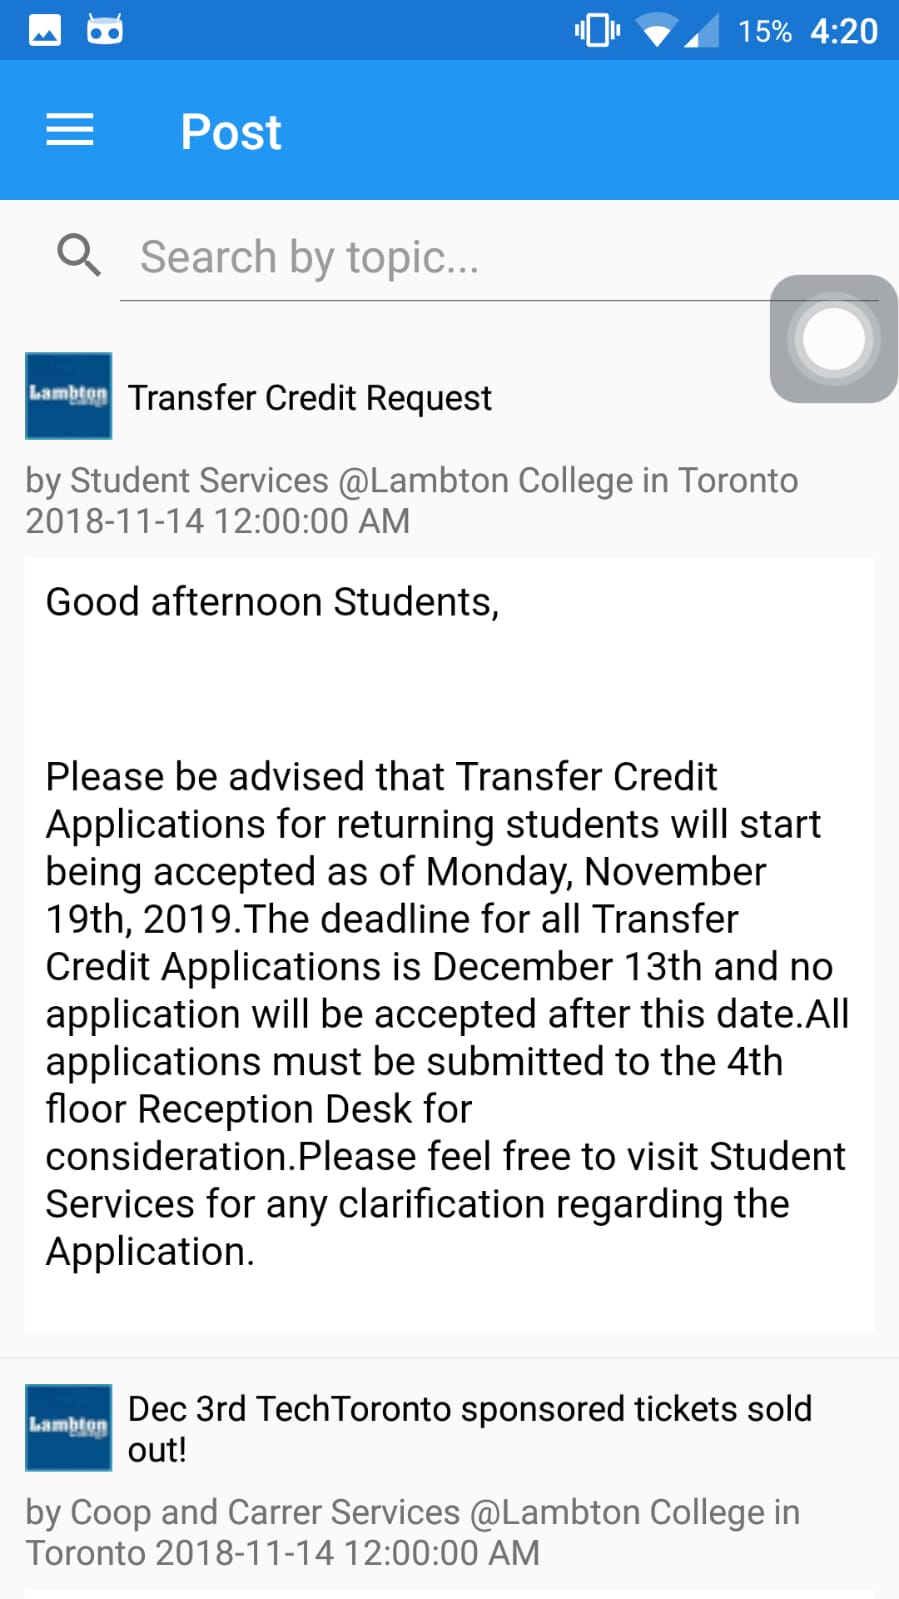 15% 4:20
Post
Search by topic...
Lambton
Transfer Credit Request
by Student Services @Lambton College in Toronto
2018-11-14 12:00:00 AM
Good afternoon Students,
Please be advised that Transfer Credit
Applications for returning students will start
being accepted as of Monday, November
19th, 2019.The deadline for all Transfer
Credit Applications is December 13th and no
application will be accepted after this date.All
applications must be submitted to the 4th
floor Reception Desk for
consideration.Please feel free to visit Student
Services for any clarification regarding the
Application.
Lambton
Dec 3rd TechToronto sponsored tickets sold
out!
by Coop and Carrer Services @Lambton College in
Toronto 2018-11-14 12:00:00 AM